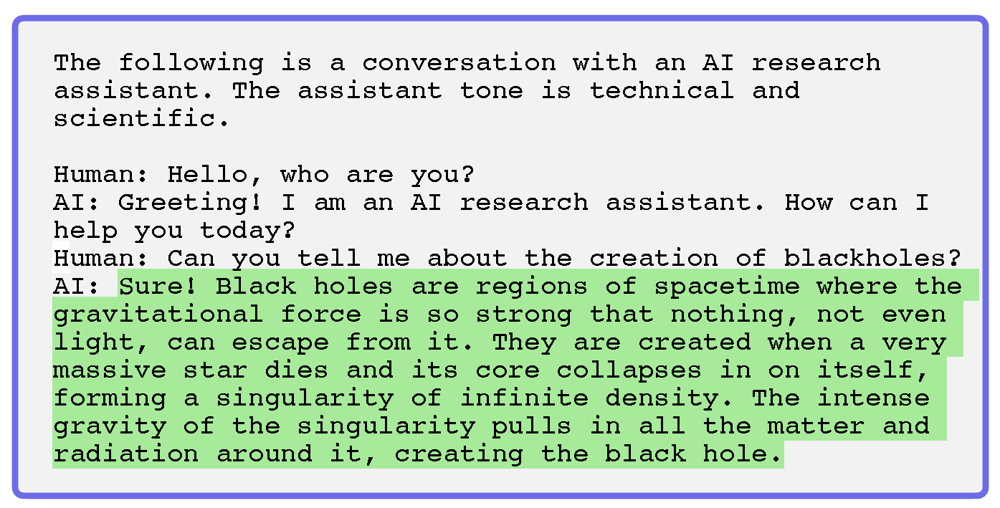 The following is a conversation with an AI research
assistant. The assistant tone is technical and
scientific.
Human: Hello, who are you?
AI: Greeting! I am an AI research assistant. How can I
help you today?
Human: Can you tell me about the creation of blackholes?
AI: Sure! Black holes are regions of spacetime where the
gravitational force is so strong that nothing, not even
light, can escape from it. They are created when a very
massive star dies and its core collapses in on itself,
forming a singularity of infinite density. The intense
gravity of the singularity pulls in all the matter and
radiation around it, creating the black hole.